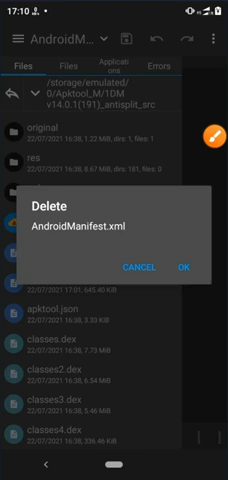 17:10
AndroidM...
Files
Files
Applicati
ons
Errors
/storage/emulated/
0/Apktool_M/1DM
v14.0.1(191)_antisplit_src
original
22/07/2021 16:38, 1.22 MiB, dirs: 1, files: 1
res
22/07/2021 16:38, 8.67 MiB, dirs: 181, files: 0
Delete
AndroidManifest.xml
CANCEL
OK
22/07/2021 17:01, 645.40 KiB
apktool.json
22/07/2021 16:38, 3.33 KiB
classes.dex
22/07/2021 16:38, 7.73 MiB
classes2.dex
22/07/2021 16:38, 6.54 MiB
classes3.dex
22/07/2021 16:38, 5.46 MiB
classes4.dex
22/07/2021 16:38, 336.46 KiB